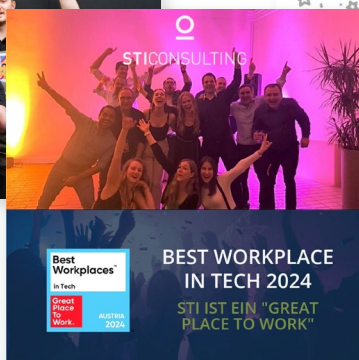 STICONSULTING
Best
Workplaces™
in Tech
Great
Place
To
Work.
AUSTRIA
2024
BEST WORKPLACE
IN TECH 2024
STI IST EIN "GREAT
PLACE TO WORK"